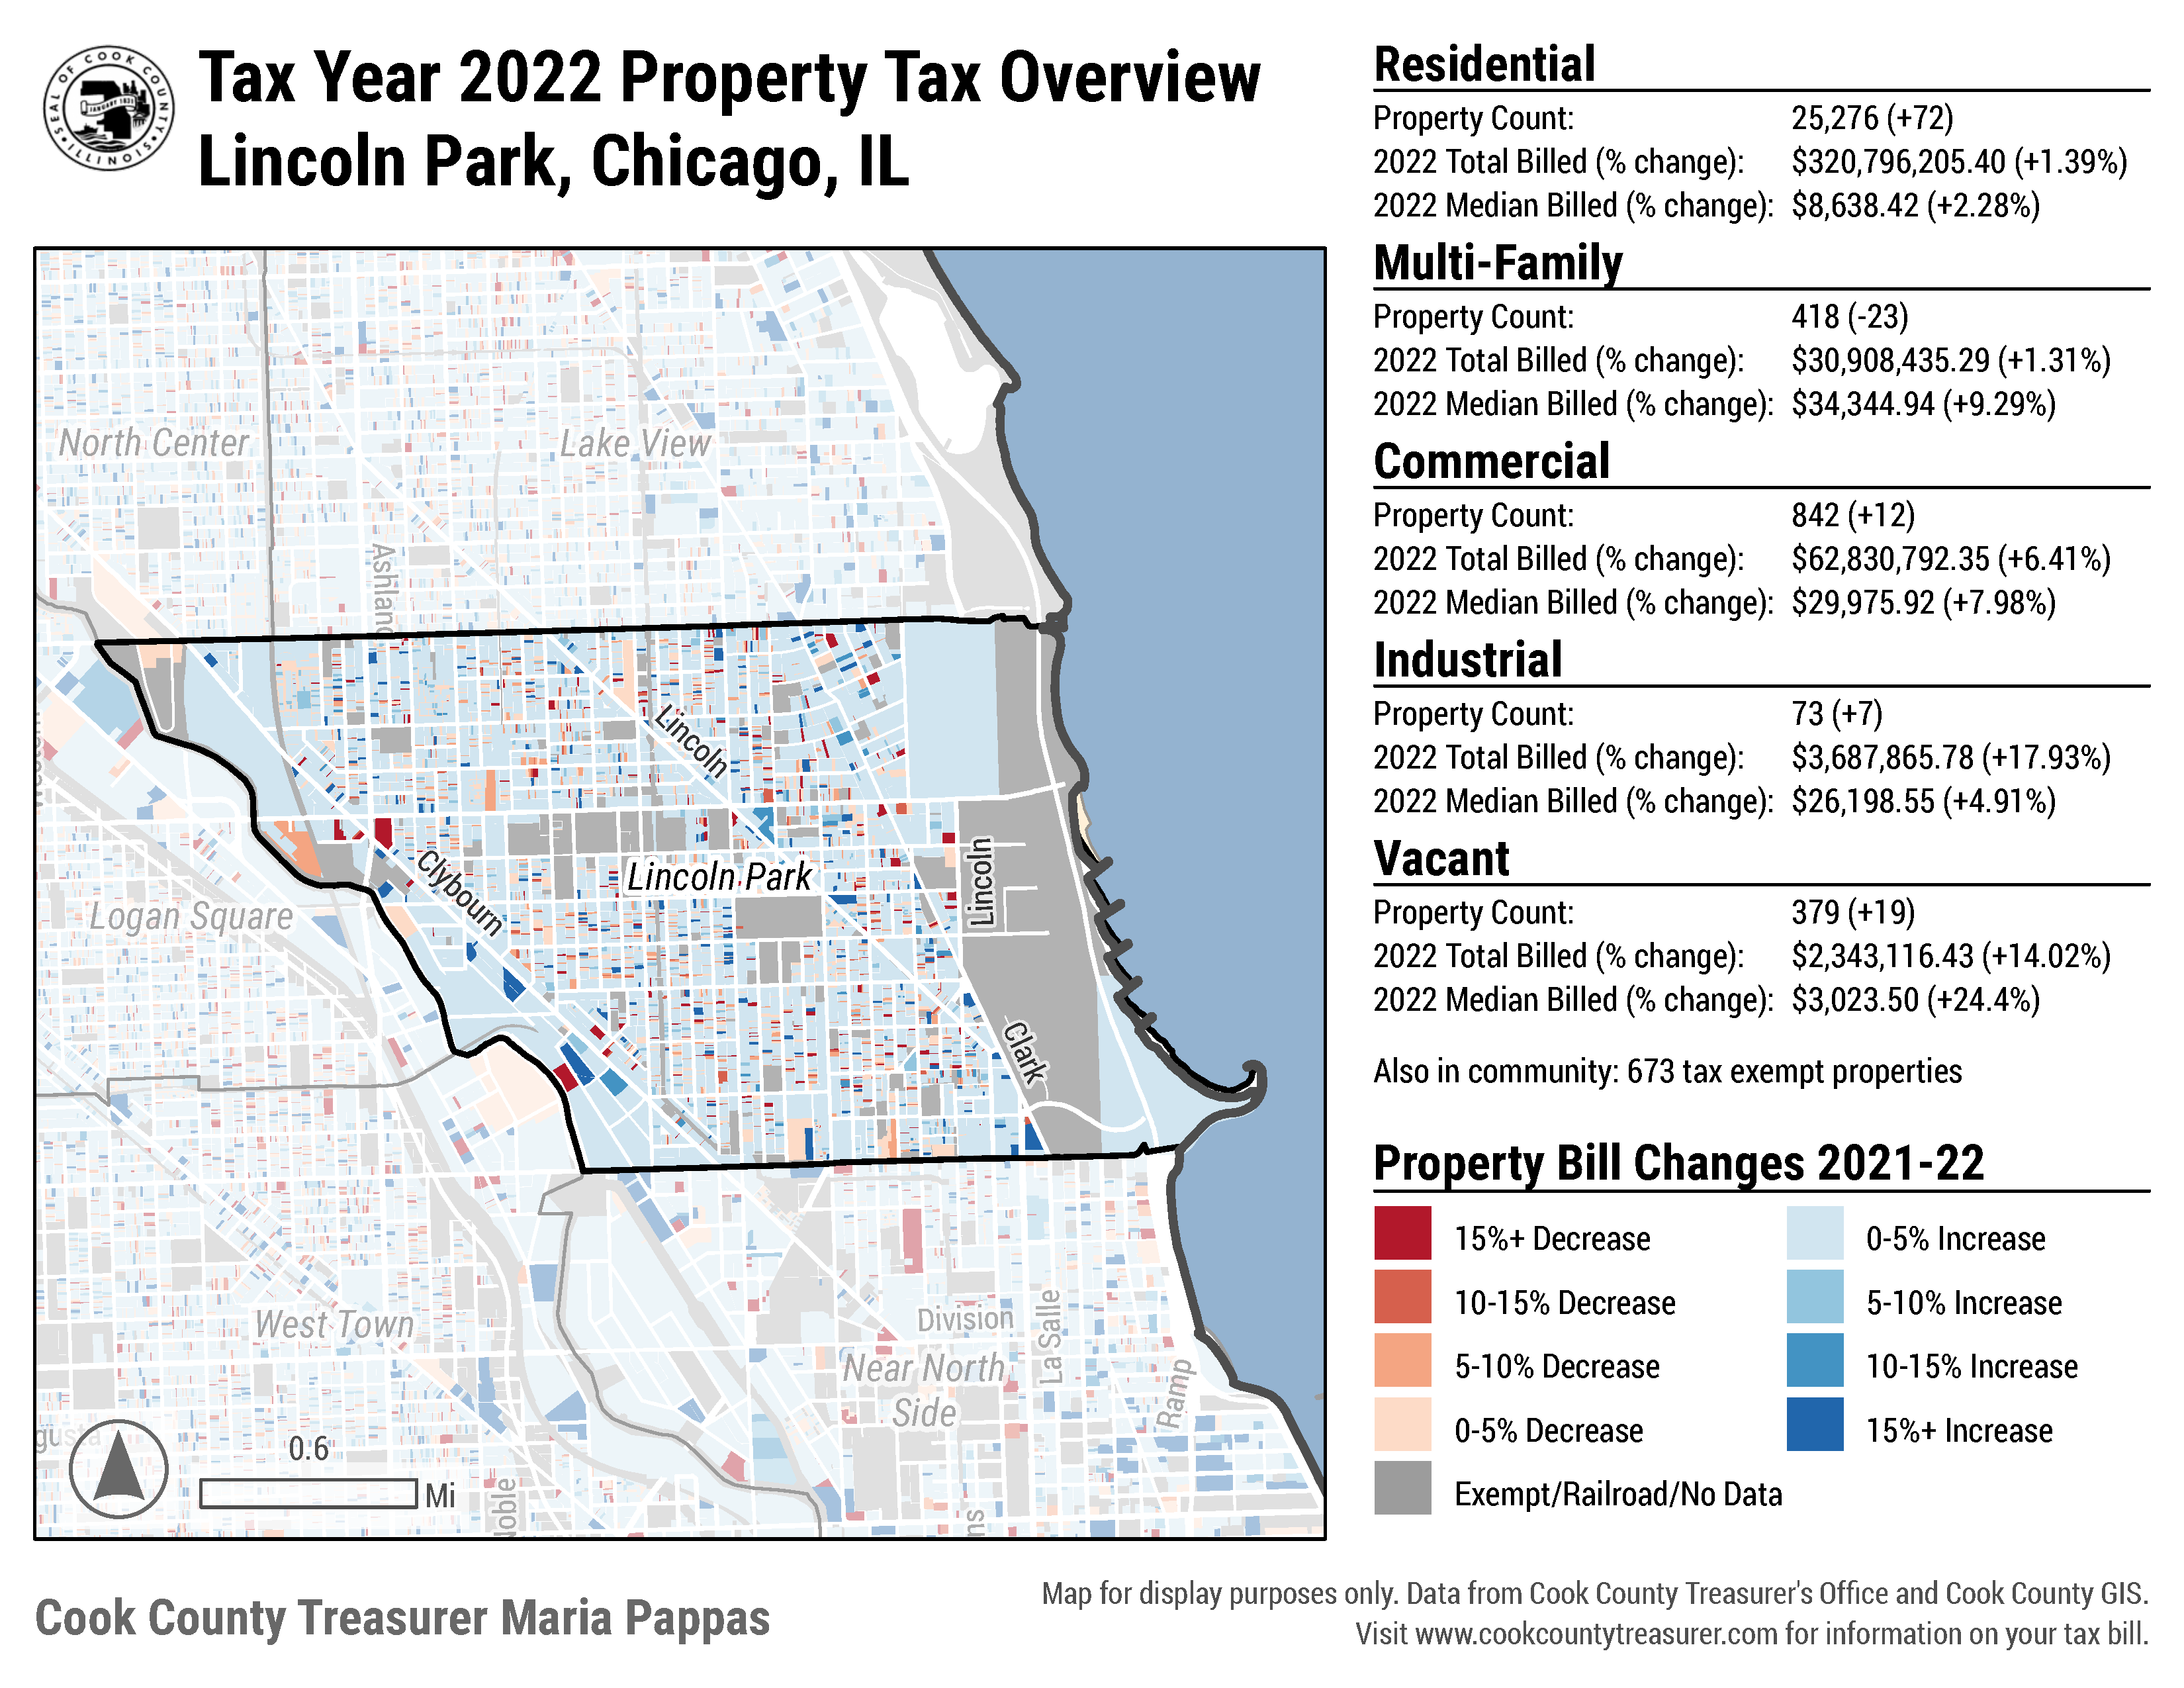 SEAL OF COOK COUNTY
JANUARY 1831
ILLINOIS
Tax Year 2022 Property Tax Overview
Lincoln Park, Chicago, IL
North Center
Lake View
Ashland
Lincoln
Clybourn
Lincoln Park
Lincoln
Logan Square
Clark
West Town
Division
La Salle
Near North
Side
Ramp
gusta
0.6
Mi
oble
ns
Residential
Property Count: 25,276 (+72)
2022 Total Billed (% change): $320,796,205.40 (+1.39%)
2022 Median Billed (% change): $8,638.42 (+2.28%)
Multi-Family
Property Count: 418 (-23)
2022 Total Billed (% change): $30,908,435.29 (+1.31%)
2022 Median Billed (% change): $34,344.94 (+9.29%)
Commercial
Property Count: 842 (+12)
2022 Total Billed (% change): $62,830,792.35 (+6.41%)
2022 Median Billed (% change): $29,975.92 (+7.98%)
Industrial
Property Count: 73 (+7)
2022 Total Billed (% change): $3,687,865.78 (+17.93%)
2022 Median Billed (% change): $26,198.55 (+4.91%)
Vacant
Property Count: 379 (+19)
2022 Total Billed (% change): $2,343,116.43 (+14.02%)
2022 Median Billed (% change): $3,023.50 (+24.4%)
Also in community: 673 tax exempt properties
Property Bill Changes 2021-22
15%+ Decrease
10-15% Decrease
5-10% Decrease
0-5% Decrease
Exempt/Railroad/No Data
0-5% Increase
5-10% Increase
10-15% Increase
15%+ Increase
Cook County Treasurer Maria Pappas
Map for display purposes only. Data from Cook County Treasurer's Office and Cook County GIS.
Visit www.cookcountytreasurer.com for information on your tax bill.